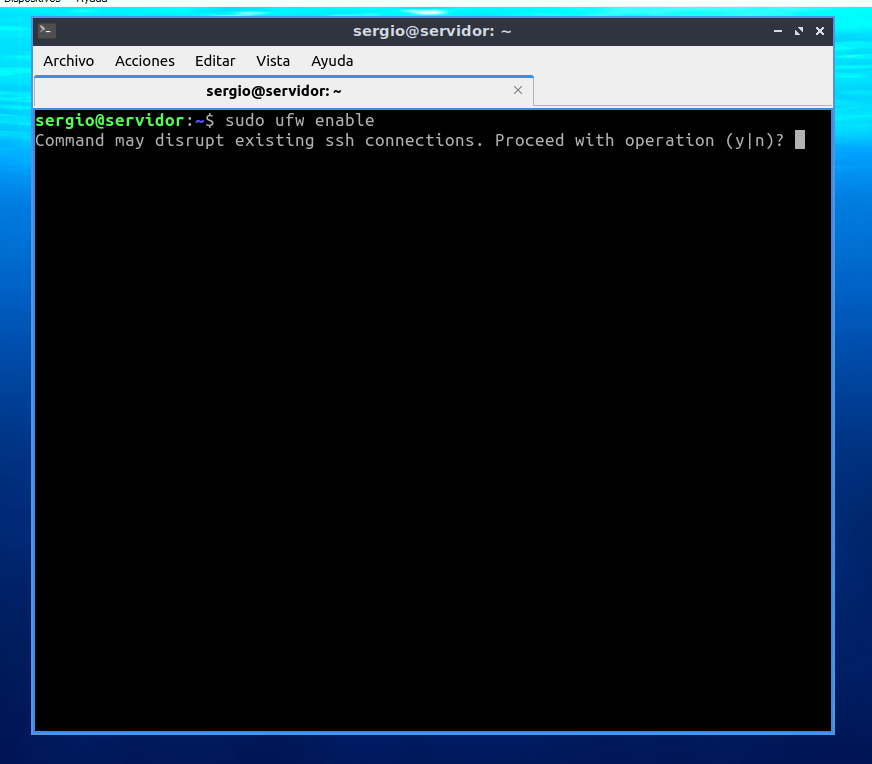 Dispositivos Ayuda
sergio@servidor: ~
Archivo Acciones Editar Vista Ayuda
sergio@servidor: ~
sergio@servidor:~$ sudo ufw enable
Command may disrupt existing ssh connections. Proceed with operation (y|n)?